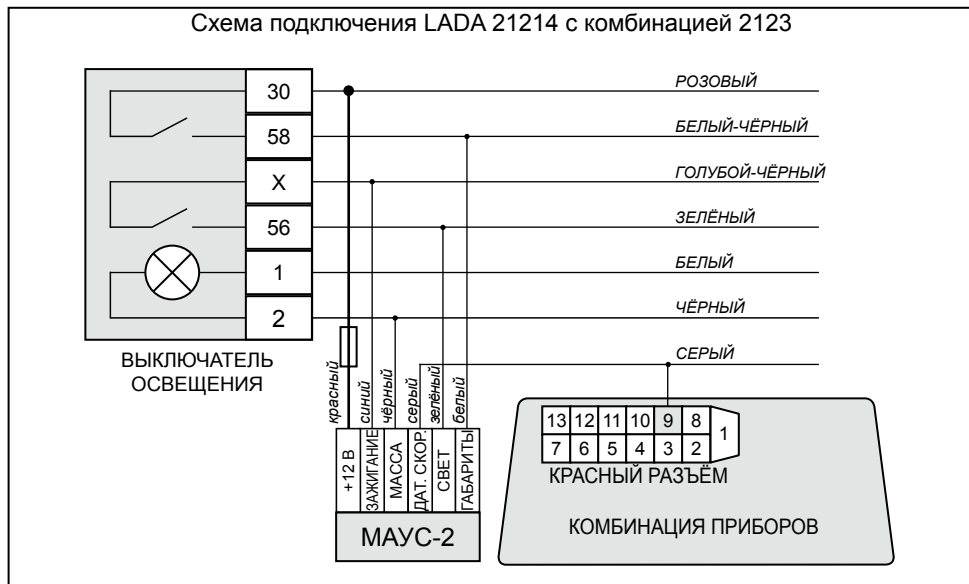 Схема подключения LADA 21214 с комбинацией 2123
30
РОЗОВЫЙ
58
БЕЛЫЙ-ЧЁРНЫЙ
X
ГОЛУБОЙ-ЧЁРНЫЙ
56
ЗЕЛЁНЫЙ
1
БЕЛЫЙ
2
ЧЁРНЫЙ
ВЫКЛЮЧАТЕЛЬ
ОСВЕЩЕНИЯ
СЕРЫЙ
красный
синий
чёрный
серый
зелёный
белый
+12 В
ЗАЖИГАНИЕ
МАССА
ДАТ. СКОР.
СВЕТ
ГАБАРИТЫ
МАУС-2
13 12 11 10 9 8
1
7 6 5 4 3 2
КРАСНЫЙ РАЗЪЁМ
КОМБИНАЦИЯ ПРИБОРОВ